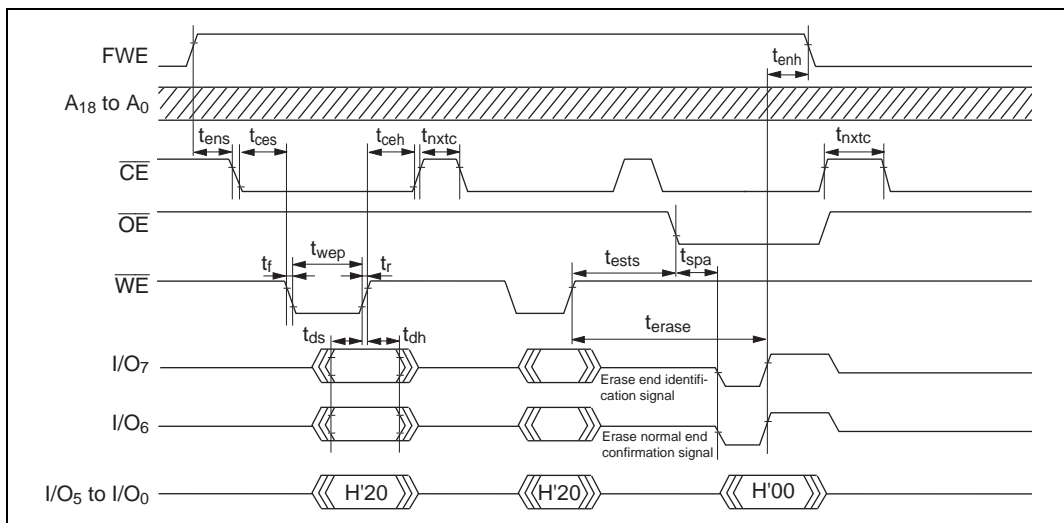 FWE
tenh
A18 to A0
tens tces tceh tnxtc tnxtc
CE
OE
twep
tests tspa
tf tr
WE
terase
tds tdh
I/O7
Erase end identifi-
cation signal
I/O6
Erase normal end
confirmation signal
I/O5 to I/O0 H'20 H'20 H'00